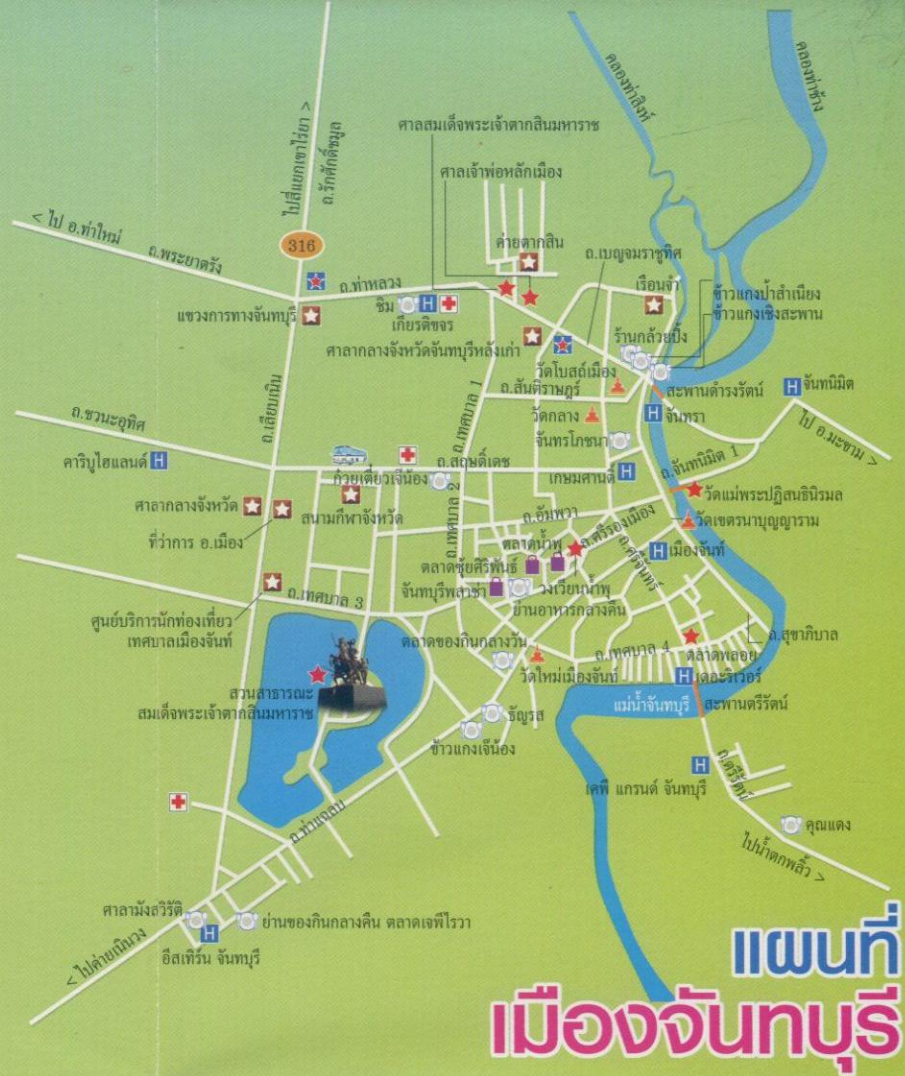 คลองท่าสิงห์
คลองท่าช้าง
ศาลสมเด็จพระเจ้าตากสินมหาราช
ไปสี่แยกเขาไร่ยา >
ถ.รักศักดิ์ชมูล
ศาลเจ้าพ่อหลักเมือง
< ไป อ.ท่าใหม่
ถ.พระยาตรัง
316
ค่ายตากสิน
ถ.เบญจมราชูทิศ
ถ.ท่าหลวง
เรือนจำ
ข้าวแกงป่าสำเนียง
ข้าวแกงเชิงสะพาน
แขวงการทางจันทบุรี
ชิม
H
เกียรติขจร
ร้านกล้วยปิ้ง
ศาลากลางจังหวัดจันทบุรีหลังเก่า
วัดโบสถ์เมือง
ถ.สันติราษฎร์
สะพานดำรงรัตน์
H จันทนิมิต
ถ.เลียบเนิน
ถ.เทศบาล 1
วัดกลาง
H จันทรา
ถ.ชวนะอุทิศ
จันทรโภชนา
ไป อ.มะขาม >
คาริบูไฮแลนด์ H
ถ.สฤษดิ์เดช
ก๋วยเตี๋ยวเจ๊น้อง
เกษมศานติ์ H
ถ.จันทนิมิต 1
วัดแม่พระปฏิสนธินิรมล
ศาลากลางจังหวัด
สนามกีฬาจังหวัด
ถ.เทศบาล 2
ถ.อัมพวา
ถ.ศรีรองเมือง
วัดเขตรนาบุญญาราม
ที่ว่าการ อ.เมือง
ตลาดน้ำพุ
ถ.ศรีจันทร์
H เมืองจันท์
ตลาดชุ้ยศิริพันธ์
จันทบุรีพลาซ่า
วงเวียนน้ำพุ
ย่านอาหารกลางคืน
ถ.เทศบาล 3
ศูนย์บริการนักท่องเที่ยว
เทศบาลเมืองจันท์
ตลาดของกินกลางวัน
ถ.สุขาภิบาล
ถ.เทศบาล 4
ตลาดพลอย
วัดใหม่เมืองจันท์
H เดอะริเวอร์
สวนสาธารณะ
สมเด็จพระเจ้าตากสินมหาราช
แม่น้ำจันทบุรี
สะพานตรีรัตน์
ธัญรส
ข้าวแกงเจ๊น้อง
H
เคพี แกรนด์ จันทบุรี
ถ.ตรีรัตน์
คุณแดง
ถ.ท่าแฉลบ
ไปน้ำตกพลิ้ว >
ศาลามังสวิรัติ
H
ย่านของกินกลางคืน ตลาดเจพีไรวา
อีสเทิร์น จันทบุรี
< ไปค่ายเนินวง
แผนที่
เมืองจันทบุรี